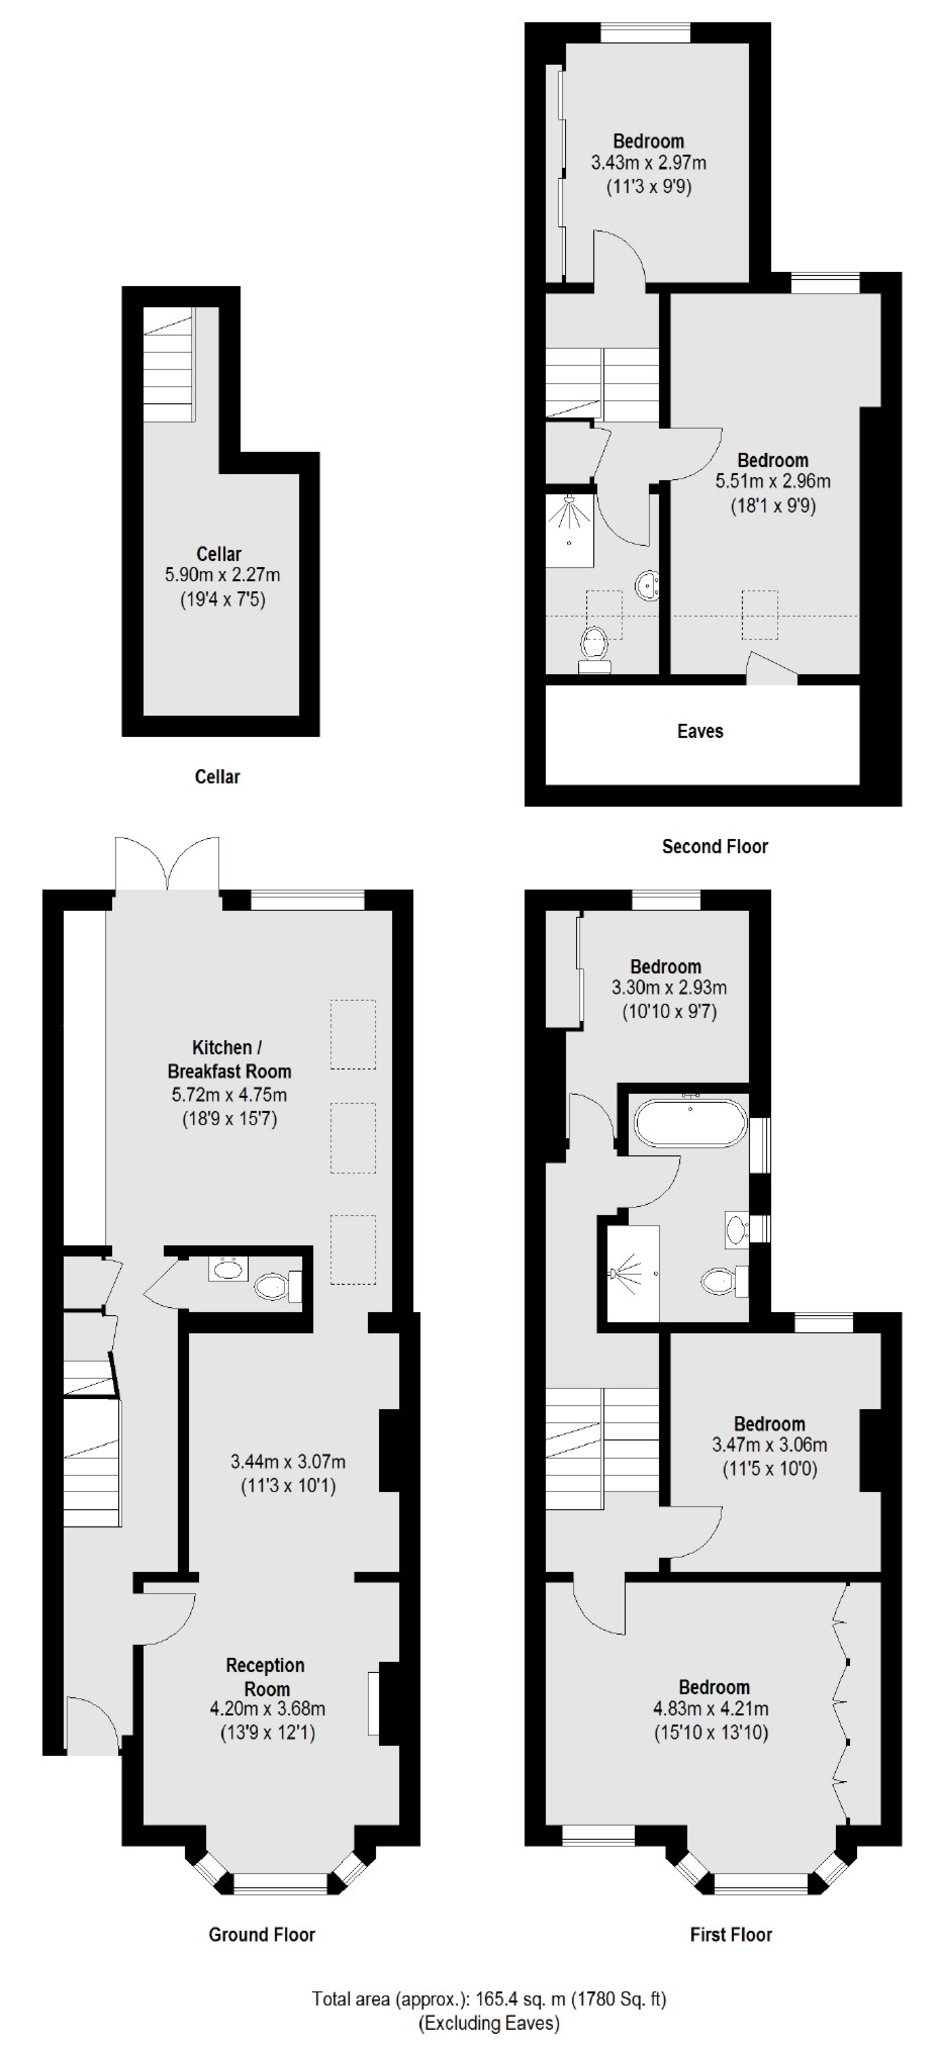 Bedroom
3.43m x 2.97m
(11'3 x 9'9)
Bedroom
5.51m x 2.96m
(18'1 x 9'9)
Eaves
Second Floor
Cellar
5.90m x 2.27m
(19'4 x 7'5)
Cellar
Kitchen /
Breakfast Room
5.72m x 4.75m
(18'9 x 15'7)
3.44m x 3.07m
(11'3 x 10'1)
Reception
Room
4.20m x 3.68m
(13'9 x 12'1)
Ground Floor
Bedroom
3.30m x 2.93m
(10'10 x 9'7)
Bedroom
3.47m x 3.06m
(11'5 x 10'0)
Bedroom
4.83m x 4.21m
(15'10 x 13'10)
First Floor
Total area (approx.): 165.4 sq. m (1780 Sq. ft)
(Excluding Eaves)